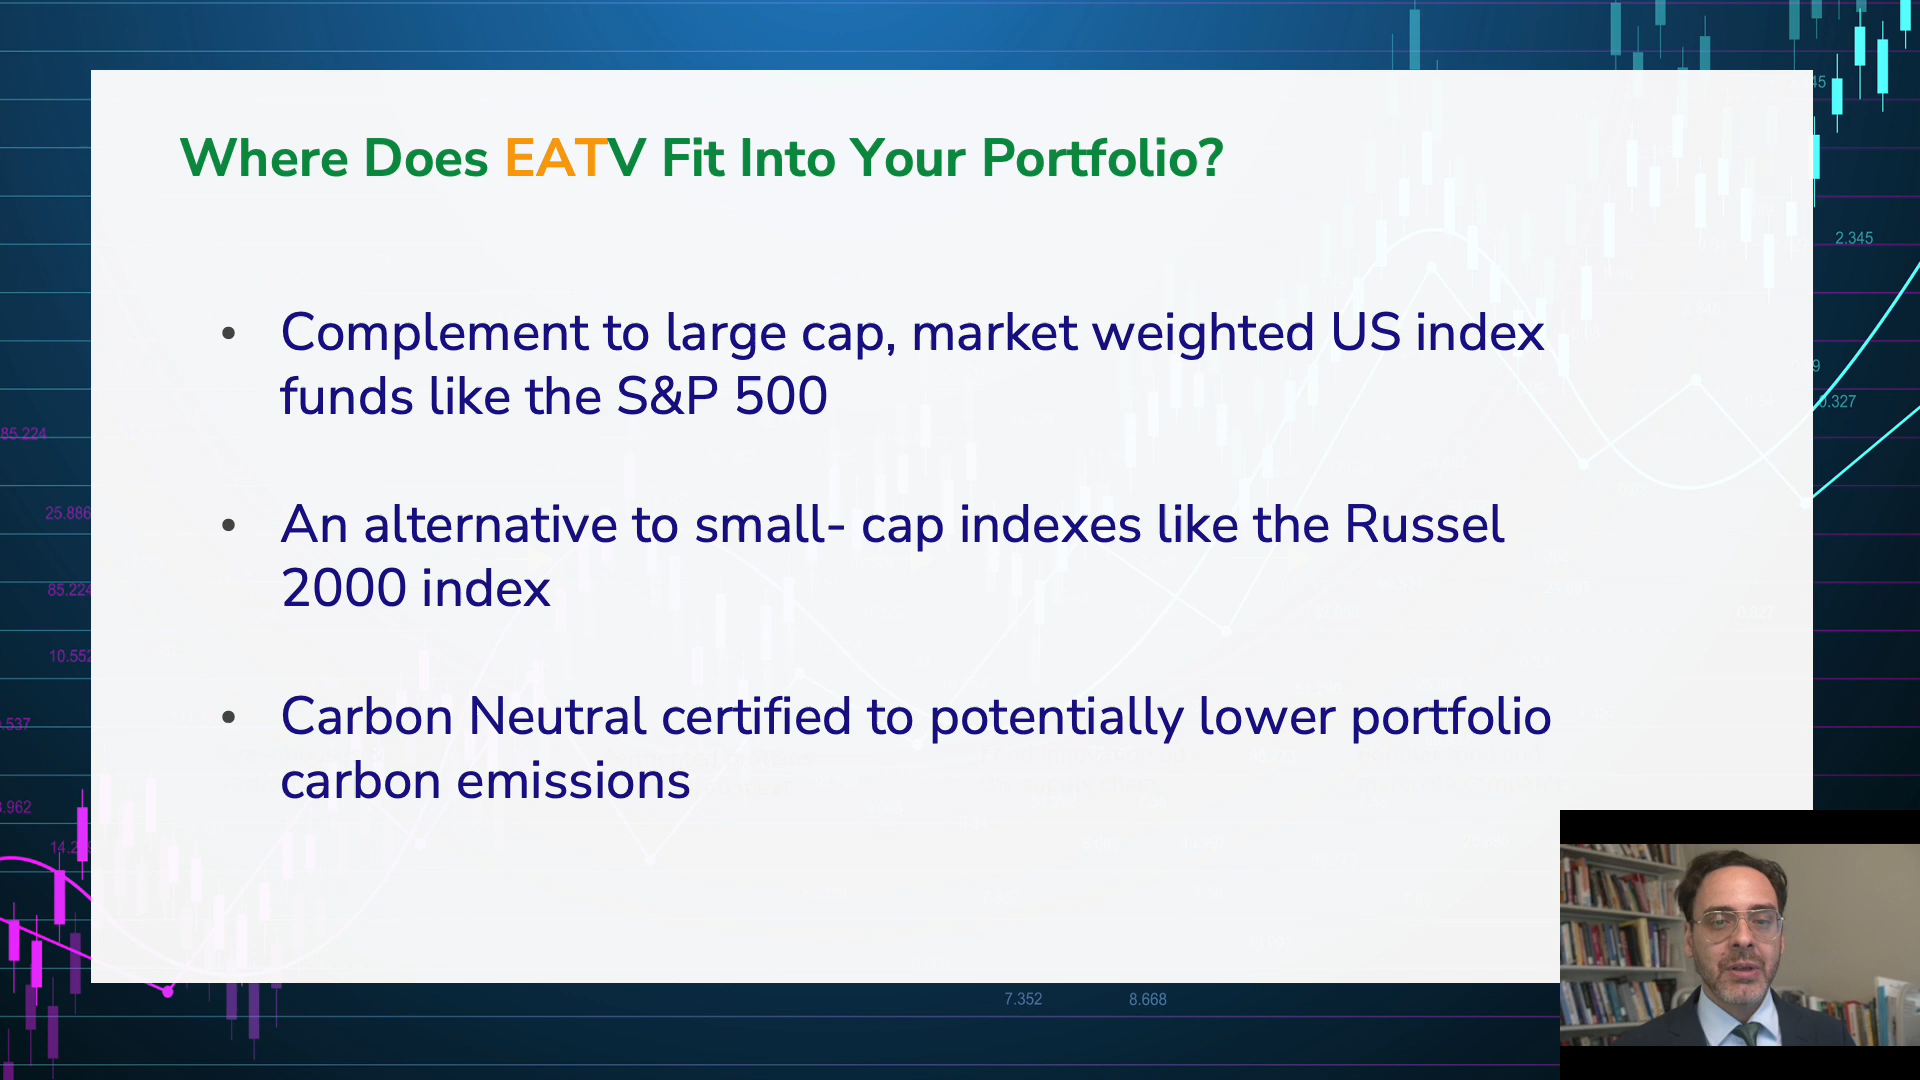 Where Does EATV Fit Into Your Portfolio?
• Complement to large cap, market weighted US index
funds like the S&P 500
• An alternative to small- cap indexes like the Russel
2000 index
• Carbon Neutral certified to potentially lower portfolio
carbon emissions
2.345
0.327
85.224
25.886
85.224
10.552
7.352
8.668